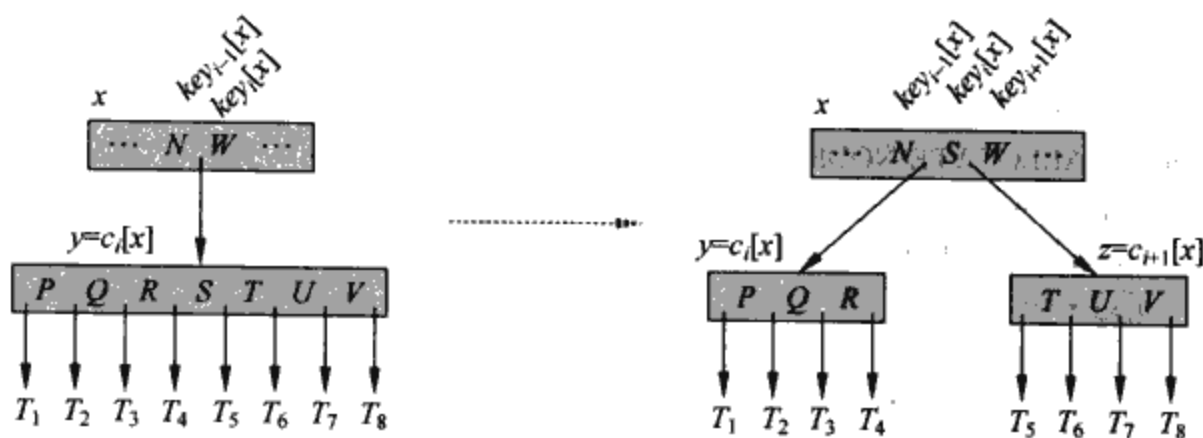 key_{i-1}[x]
key_i[x]
x
... N W ...
y=c_i[x]
P Q R S T U V
T_1 T_2 T_3 T_4 T_5 T_6 T_7 T_8
key_{i-1}[x]
key_i[x]
key_{i+1}[x]
x
... N S W ...
y=c_i[x]
z=c_{i+1}[x]
P Q R
T U V
T_1 T_2 T_3 T_4
T_5 T_6 T_7 T_8